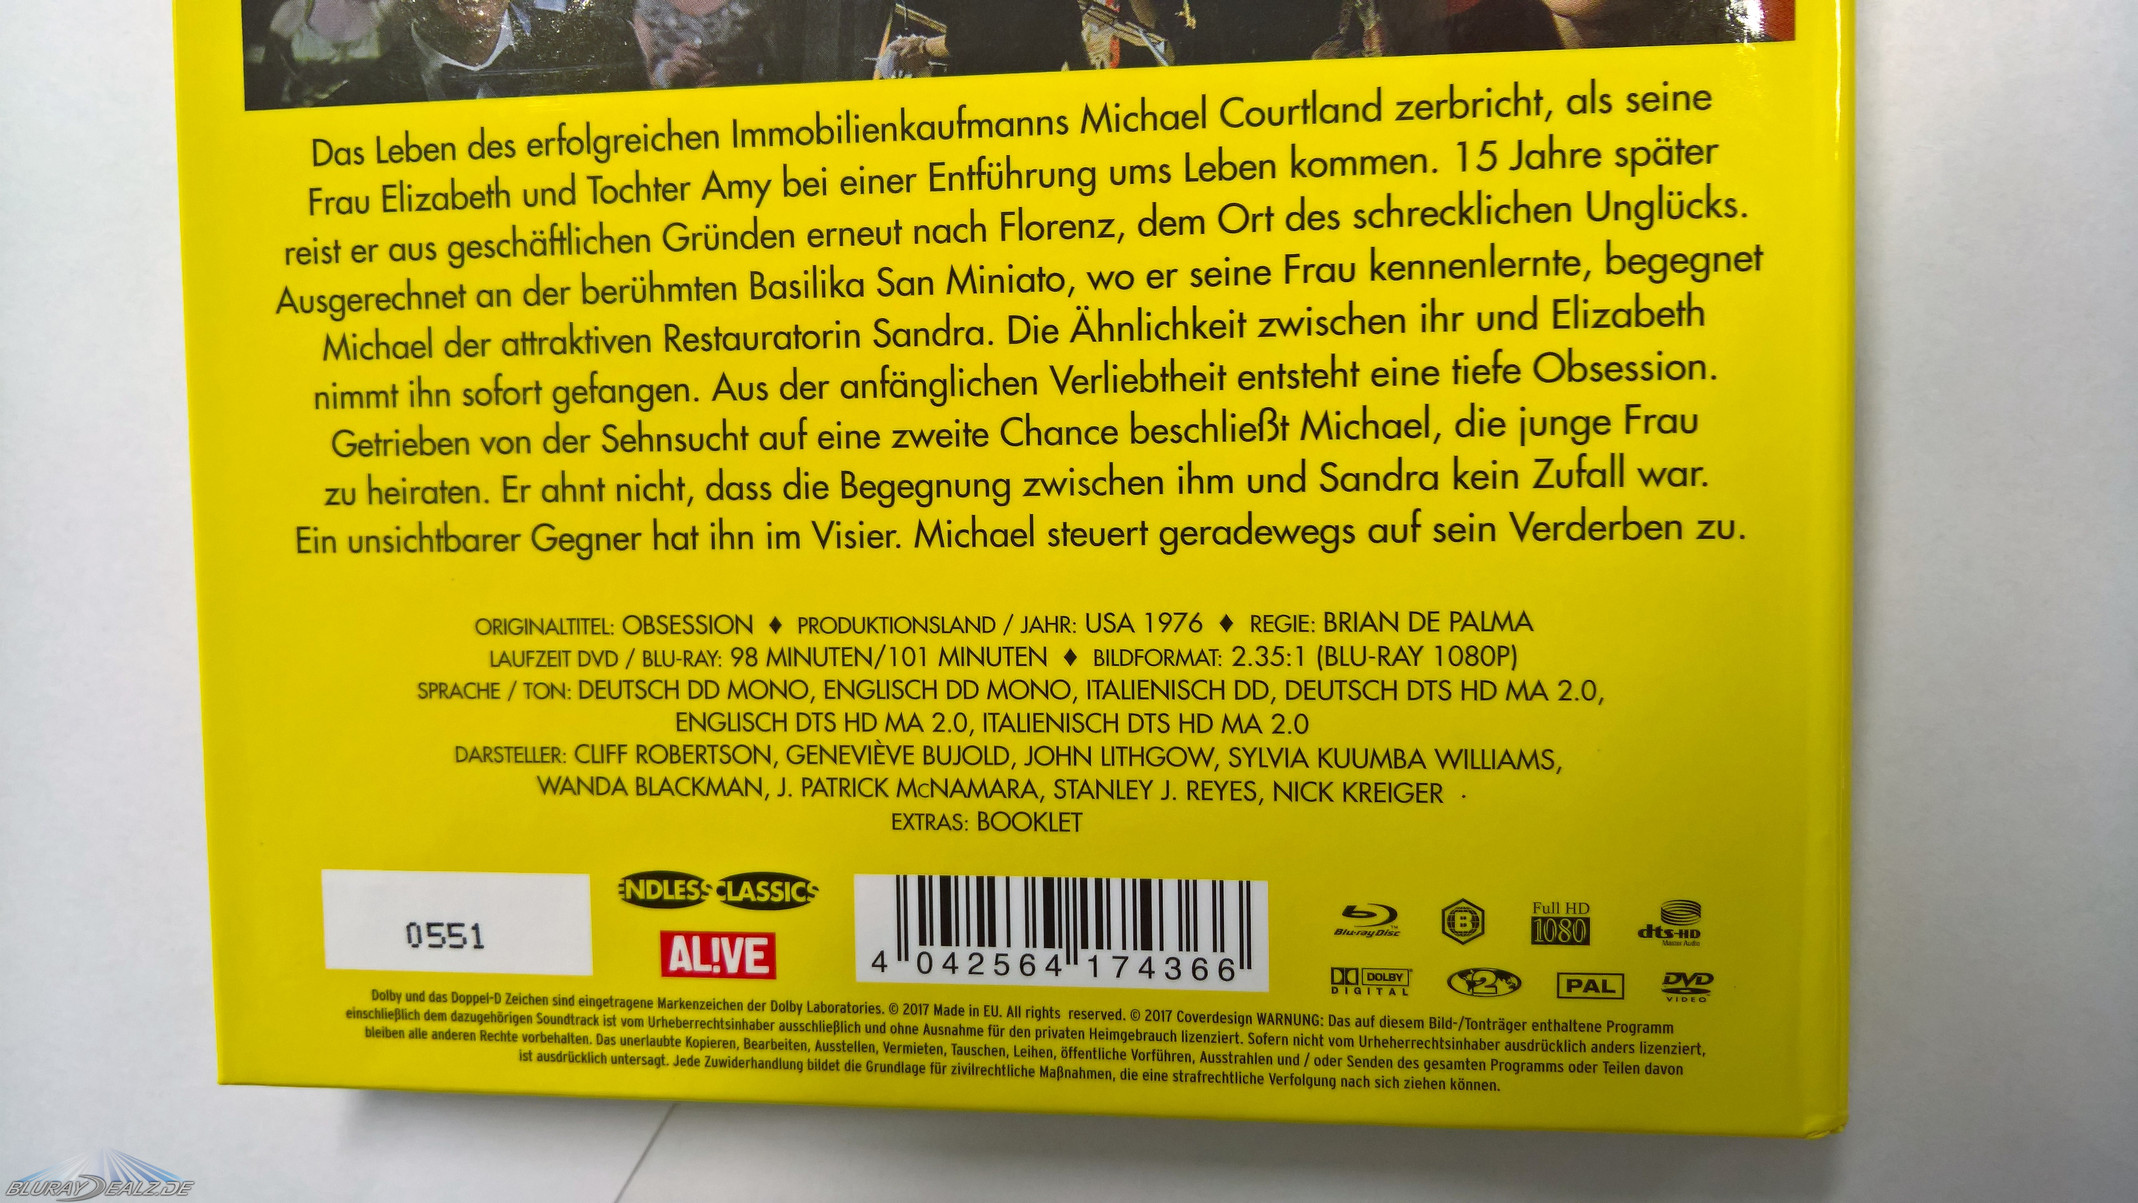 Das Leben des erfolgreichen Immobilienkaufmanns Michael Courtland zerbricht, als seine
Frau Elizabeth und Tochter Amy bei einer Entführung ums Leben kommen. 15 Jahre später
reist er aus geschäftlichen Gründen erneut nach Florenz, dem Ort des schrecklichen Unglücks.
Ausgerechnet an der berühmten Basilika San Miniato, wo er seine Frau kennenlernte, begegnet
Michael der attraktiven Restauratorin Sandra. Die Ähnlichkeit zwischen ihr und Elizabeth
nimmt ihn sofort gefangen. Aus der anfänglichen Verliebtheit entsteht eine tiefe Obsession.
Getrieben von der Sehnsucht auf eine zweite Chance beschließt Michael, die junge Frau
zu heiraten. Er ahnt nicht, dass die Begegnung zwischen ihm und Sandra kein Zufall war.
Ein unsichtbarer Gegner hat ihn im Visier. Michael steuert geradewegs auf sein Verderben zu.
ORIGINALTITEL: OBSESSION ♦ PRODUKTIONSLAND / JAHR: USA 1976 ♦ REGIE: BRIAN DE PALMA
LAUFZEIT DVD / BLU-RAY: 98 MINUTEN/101 MINUTEN ♦ BILDFORMAT: 2.35:1 (BLU-RAY 1080P)
SPRACHE / TON: DEUTSCH DD MONO, ENGLISCH DD MONO, ITALIENISCH DD, DEUTSCH DTS HD MA 2.0,
ENGLISCH DTS HD MA 2.0, ITALIENISCH DTS HD MA 2.0
DARSTELLER: CLIFF ROBERTSON, GENEVIÈVE BUJOLD, JOHN LITHGOW, SYLVIA KUUMBA WILLIAMS,
WANDA BLACKMAN, J. PATRICK McNAMARA, STANLEY J. REYES, NICK KREIGER ·
EXTRAS: BOOKLET
0551
ENDLESS CLASSICS
AL!VE
4 042564 174366
Blu-ray Disc
B
Full HD
1080
dts-HD
Master Audio
DOLBY
DIGITAL
2
PAL
DVD
VIDEO
Dolby und das Doppel-D Zeichen sind eingetragene Markenzeichen der Dolby Laboratories. © 2017 Made in EU. All rights reserved. © 2017 Coverdesign WARNUNG: Das auf diesem Bild-/Tonträger enthaltene Programm
einschließlich dem dazugehörigen Soundtrack ist vom Urheberrechtsinhaber ausschließlich und ohne Ausnahme für den privaten Heimgebrauch lizenziert. Sofern nicht vom Urheherrechtsinhaber ausdrücklich anders lizenziert,
bleiben alle anderen Rechte vorbehalten. Das unerlaubte Kopieren, Bearbeiten, Ausstellen, Vermieten, Tauschen, Leihen, öffentliche Vorführen, Ausstrahlen und / oder Senden des gesamten Programms oder Teilen davon
ist ausdrücklich untersagt. Jede Zuwiderhandlung bildet die Grundlage für zivilrechtliche Maßnahmen, die eine strafrechtliche Verfolgung nach sich ziehen können.
BLURAYDEALZ.DE